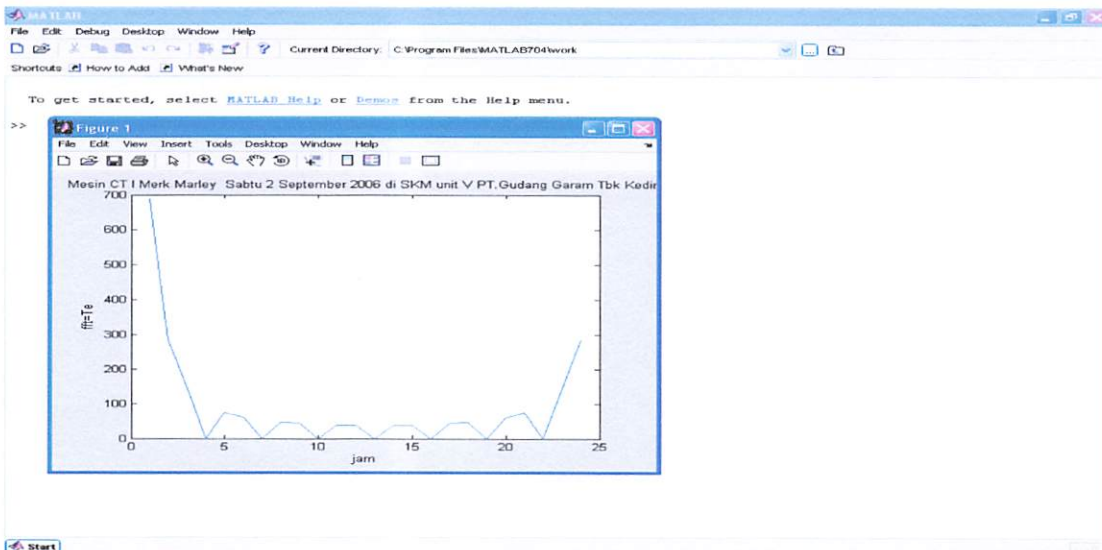 MATLAB
File Edit Debug Desktop Window Help
Current Directory: C:\Program Files\MATLAB704\work
Shortcuts How to Add What's New
To get started, select MATLAB Help or Demos from the Help menu.
>>
Figure 1
File Edit View Insert Tools Desktop Window Help
Mesin CT I Merk Marley Sabtu 2 September 2006 di SKM unit V PT.Gudang Garam Tbk Kedir
700
600
500
400
300
200
100
0
fft=Te
0 5 10 15 20 25
jam
Start